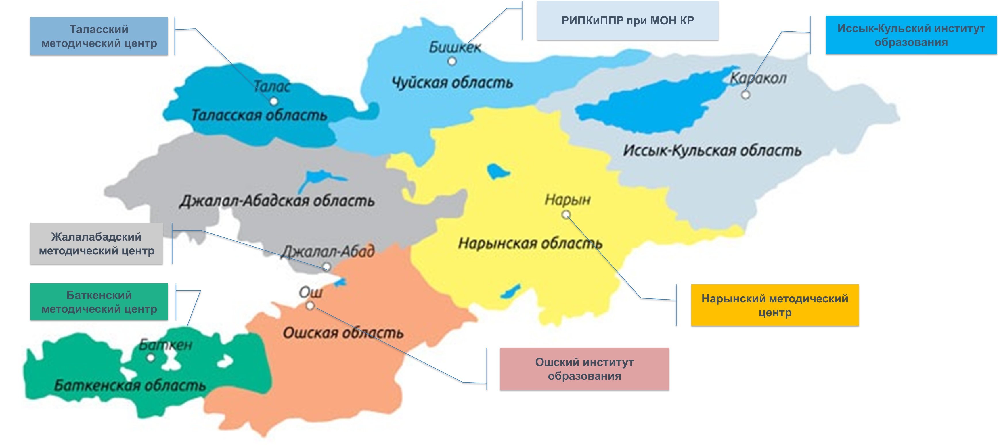 РИПКиППР при МОН КР
Таласский
методический центр
Иссык-Кульский институт
образования
Бишкек
Чуйская область
Каракол
Талас
Таласская область
Иссык-Кульская область
Джалал-Абадская область
Нарын
Жалалабадский
методический центр
Нарынская область
Джалал-Абад
Ош
Баткенский
методический центр
Нарынский методический
центр
Ошская область
Баткен
Ошский институт
образования
Баткенская область